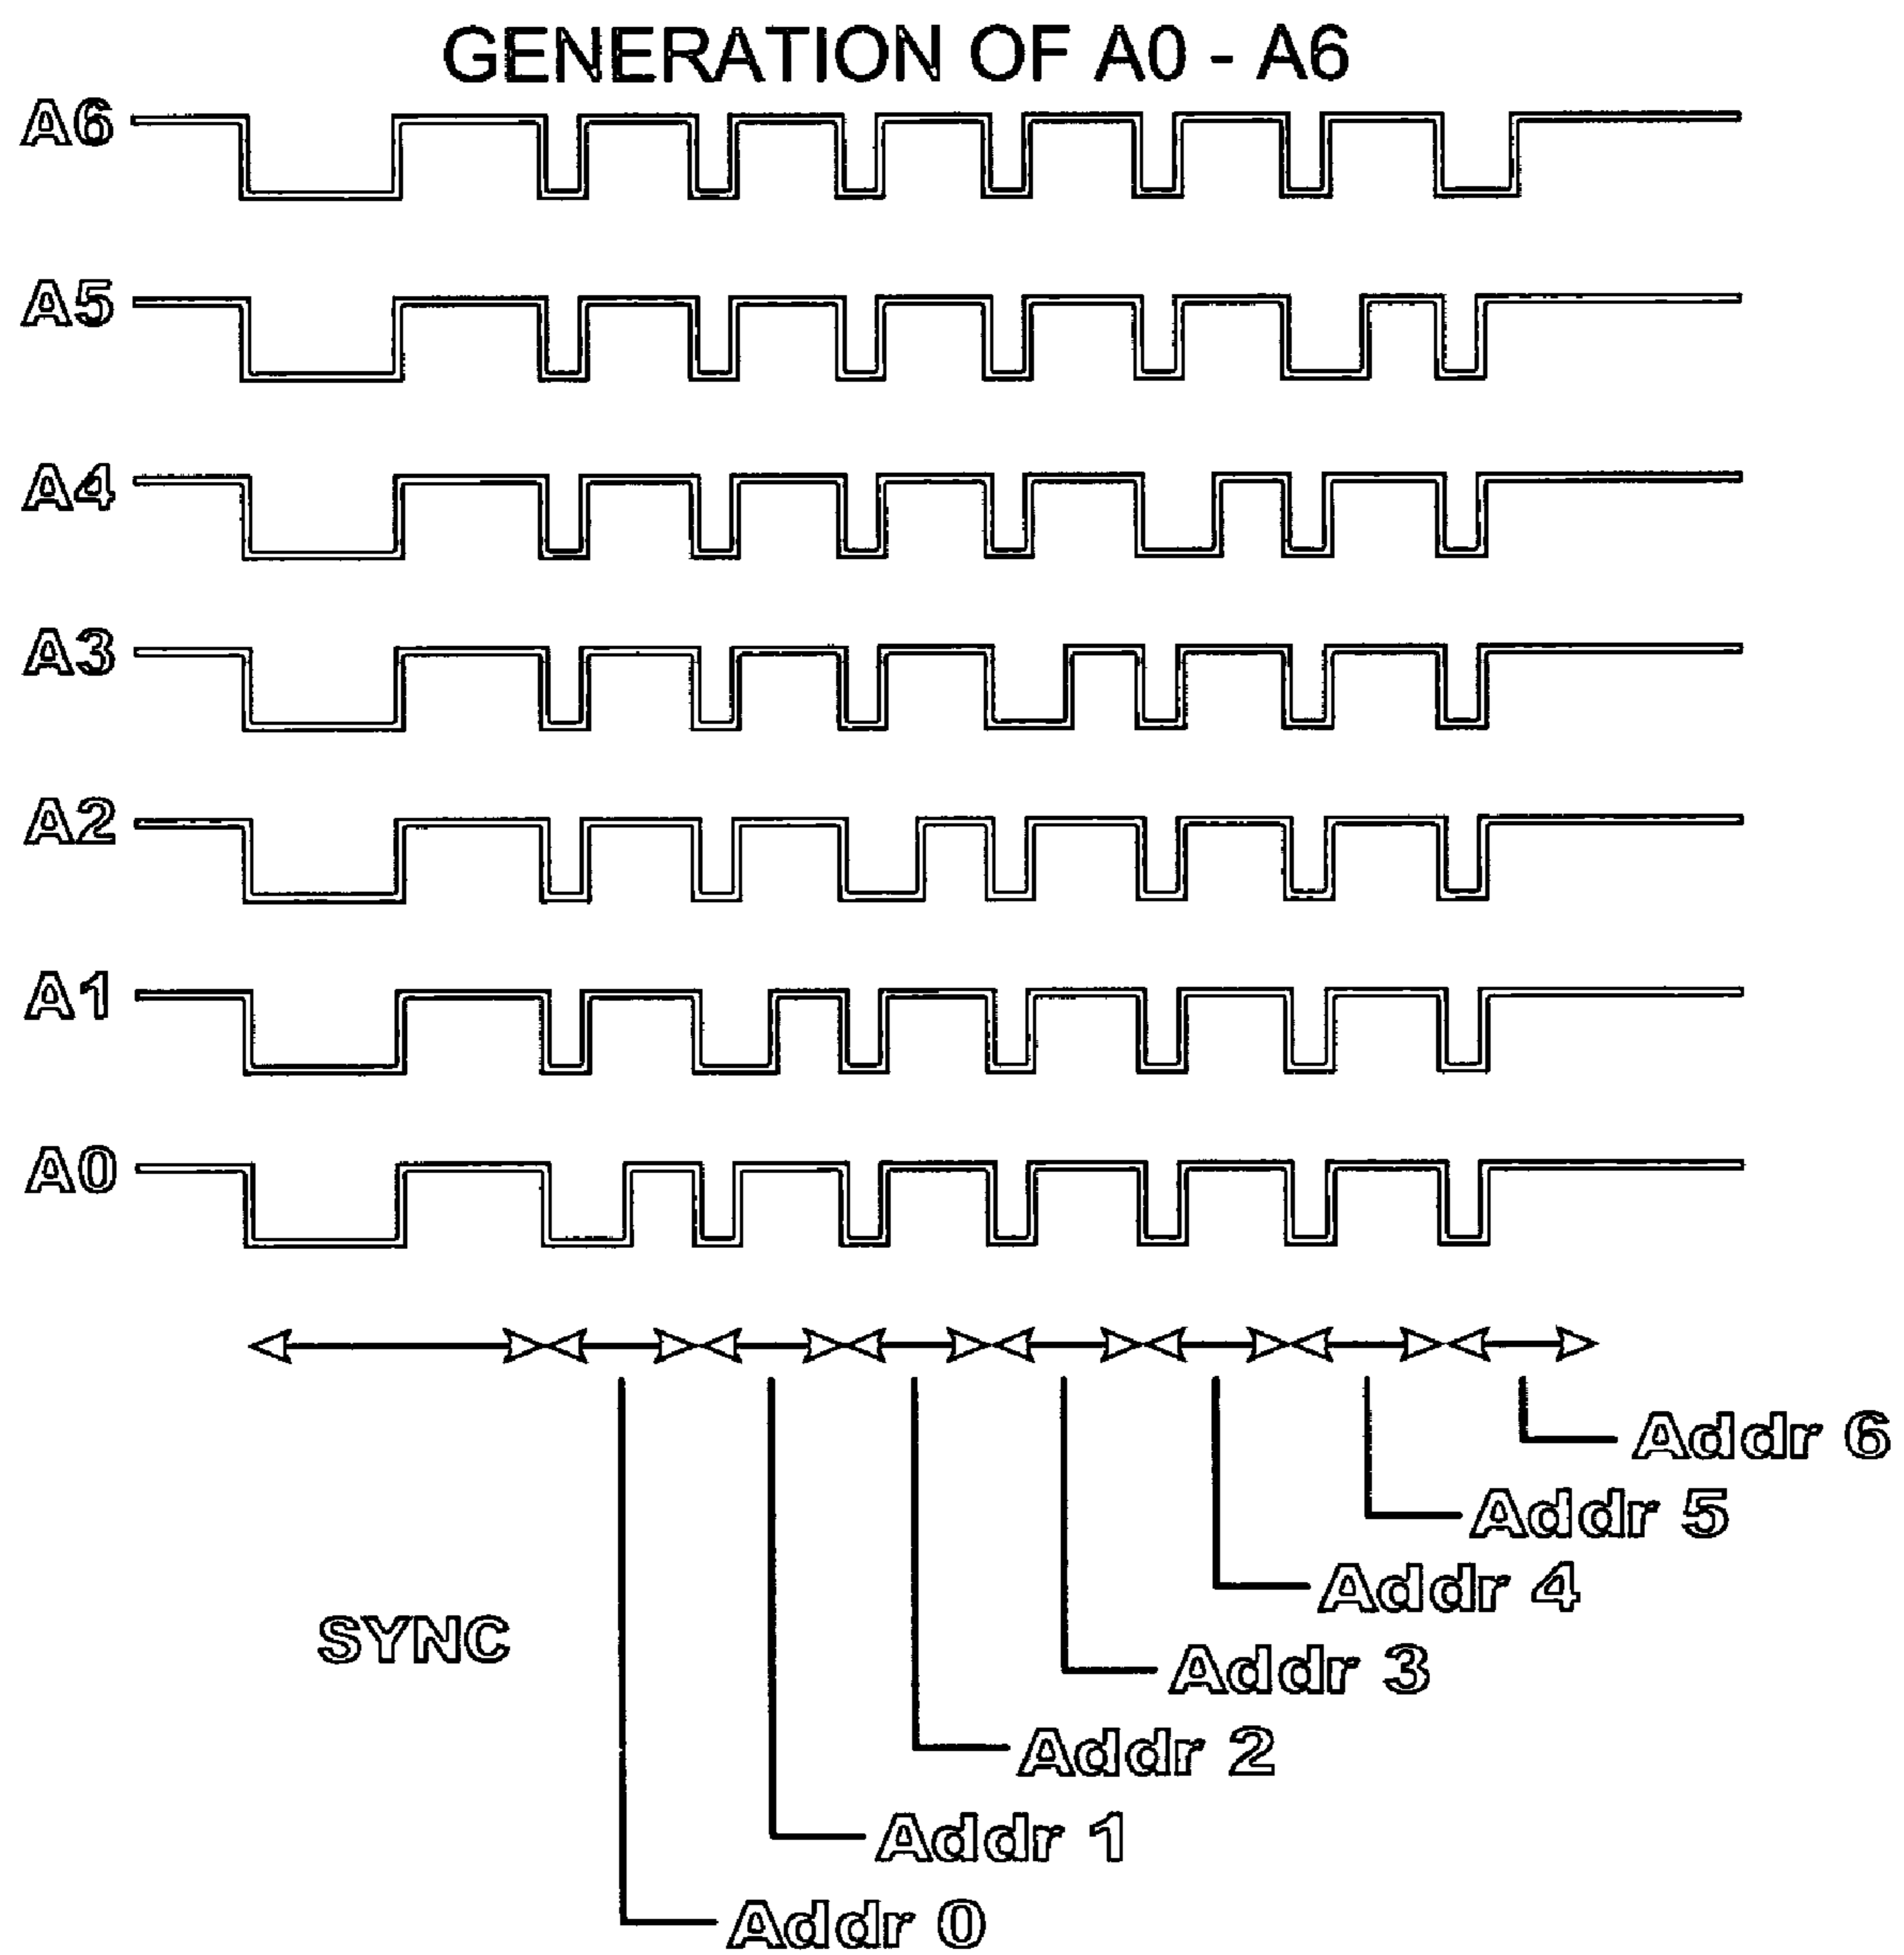 GENERATION OF A0 - A6
A6
A5
A4
A3
A2
A1
A0
Addr 6
Addr 5
Addr 4
SYNC
Addr 3
Addr 2
Addr 1
Addr 0